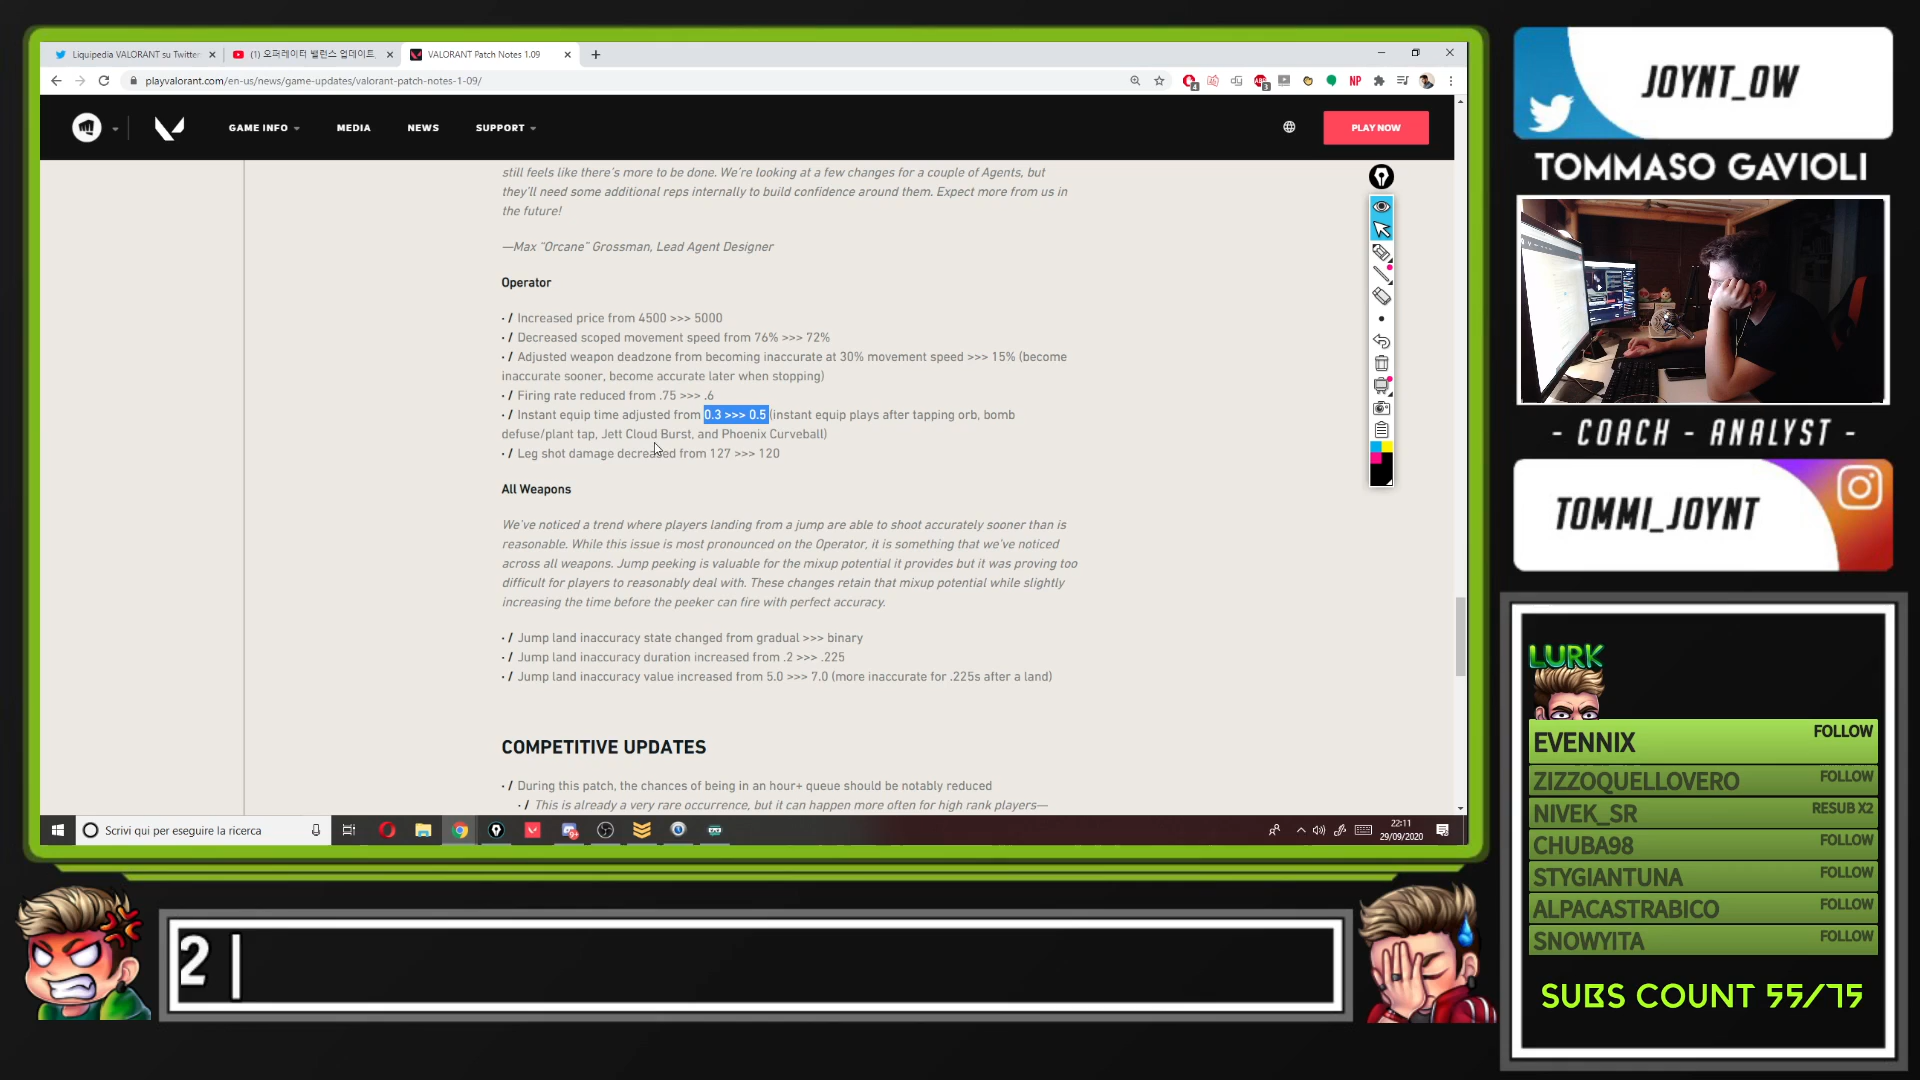 Liquipedia VALORANT su Twitter
(1) 오퍼레이터 밸런스 업데이트
VALORANT Patch Notes 1.09
playvalorant.com/en-us/news/game-updates/valorant-patch-notes-1-09/
GAME INFO
MEDIA
NEWS
SUPPORT
PLAY NOW
still feels like there's more to be done. We're looking at a few changes for a couple of Agents, but
they'll need some additional reps internally to build confidence around them. Expect more from us in
the future!
—Max “Orcane” Grossman, Lead Agent Designer
Operator
· / Increased price from 4500 >>> 5000
· / Decreased scoped movement speed from 76% >>> 72%
· / Adjusted weapon deadzone from becoming inaccurate at 30% movement speed >>> 15% (become
inaccurate sooner, become accurate later when stopping)
· / Firing rate reduced from .75 >>> .6
· / Instant equip time adjusted from 0.3 >>> 0.5 (instant equip plays after tapping orb, bomb
defuse/plant tap, Jett Cloud Burst, and Phoenix Curveball)
· / Leg shot damage decreased from 127 >>> 120
All Weapons
We've noticed a trend where players landing from a jump are able to shoot accurately sooner than is
reasonable. While this issue is most pronounced on the Operator, it is something that we've noticed
across all weapons. Jump peeking is valuable for the mixup potential it provides but it was proving too
difficult for players to reasonably deal with. These changes retain that mixup potential while slightly
increasing the time before the peeker can fire with perfect accuracy.
· / Jump land inaccuracy state changed from gradual >>> binary
· / Jump land inaccuracy duration increased from .2 >>> .225
· / Jump land inaccuracy value increased from 5.0 >>> 7.0 (more inaccurate for .225s after a land)
COMPETITIVE UPDATES
· / During this patch, the chances of being in an hour+ queue should be notably reduced
· / This is already a very rare occurrence, but it can happen more often for high rank players—
Scrivi qui per eseguire la ricerca
22:11
29/09/2020
JOYNT_OW
TOMMASO GAVIOLI
- COACH - ANALYST -
TOMMI_JOYNT
LURK
EVENNIX FOLLOW
ZIZZOQUELLOVERO FOLLOW
NIVEK_SR RESUB X2
CHUBA98 FOLLOW
STYGIANTUNA FOLLOW
ALPACASTRABICO FOLLOW
SNOWYITA FOLLOW
SUBS COUNT 55/75
2 |